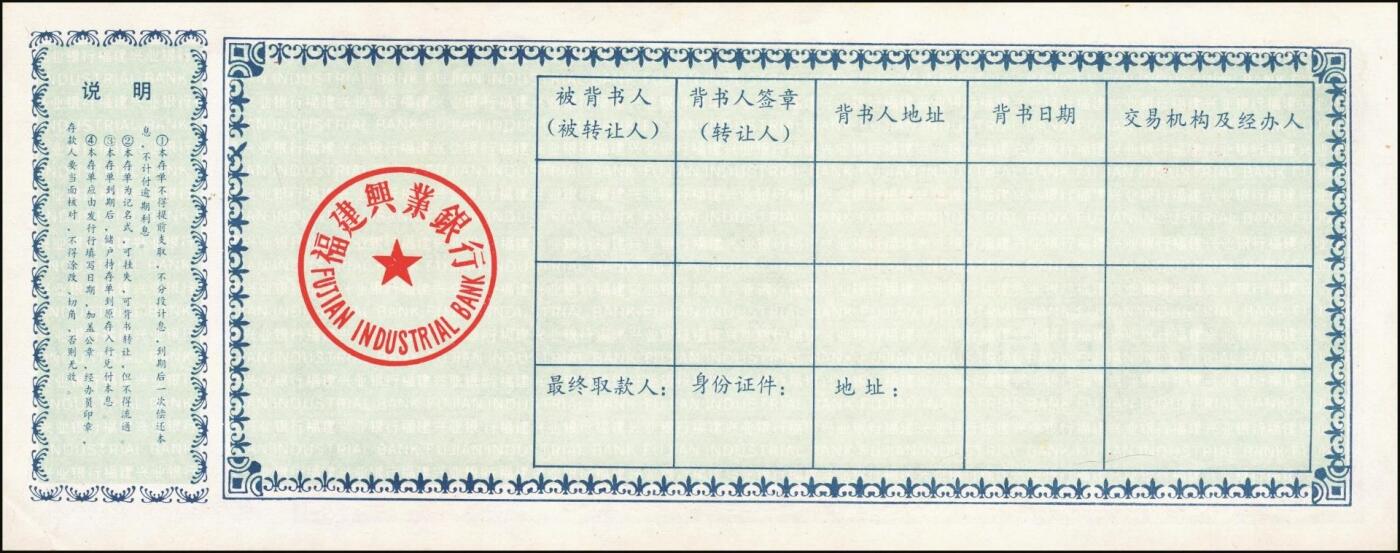 说 明
①本存单不得提前支取,不分段计息,到期后一次偿还本
息,不计付逾期利息
②本存单为记名式,可挂失,可背书转让,但不得流通。
③本存单到期后,储户持存单到原存入行兑付本息。
④本存单应由发行行填写日期,加盖公章,经办员印章,
存款人要当面核对,不得涂改、切角,否则无效。
福建興業銀行
FUJIAN INDUSTRIAL BANK
被背书人
(被转让人)
背书人签章
(转让人)
背书人地址
背书日期
交易机构及经办人
最终取款人:
身份证件:
地 址: